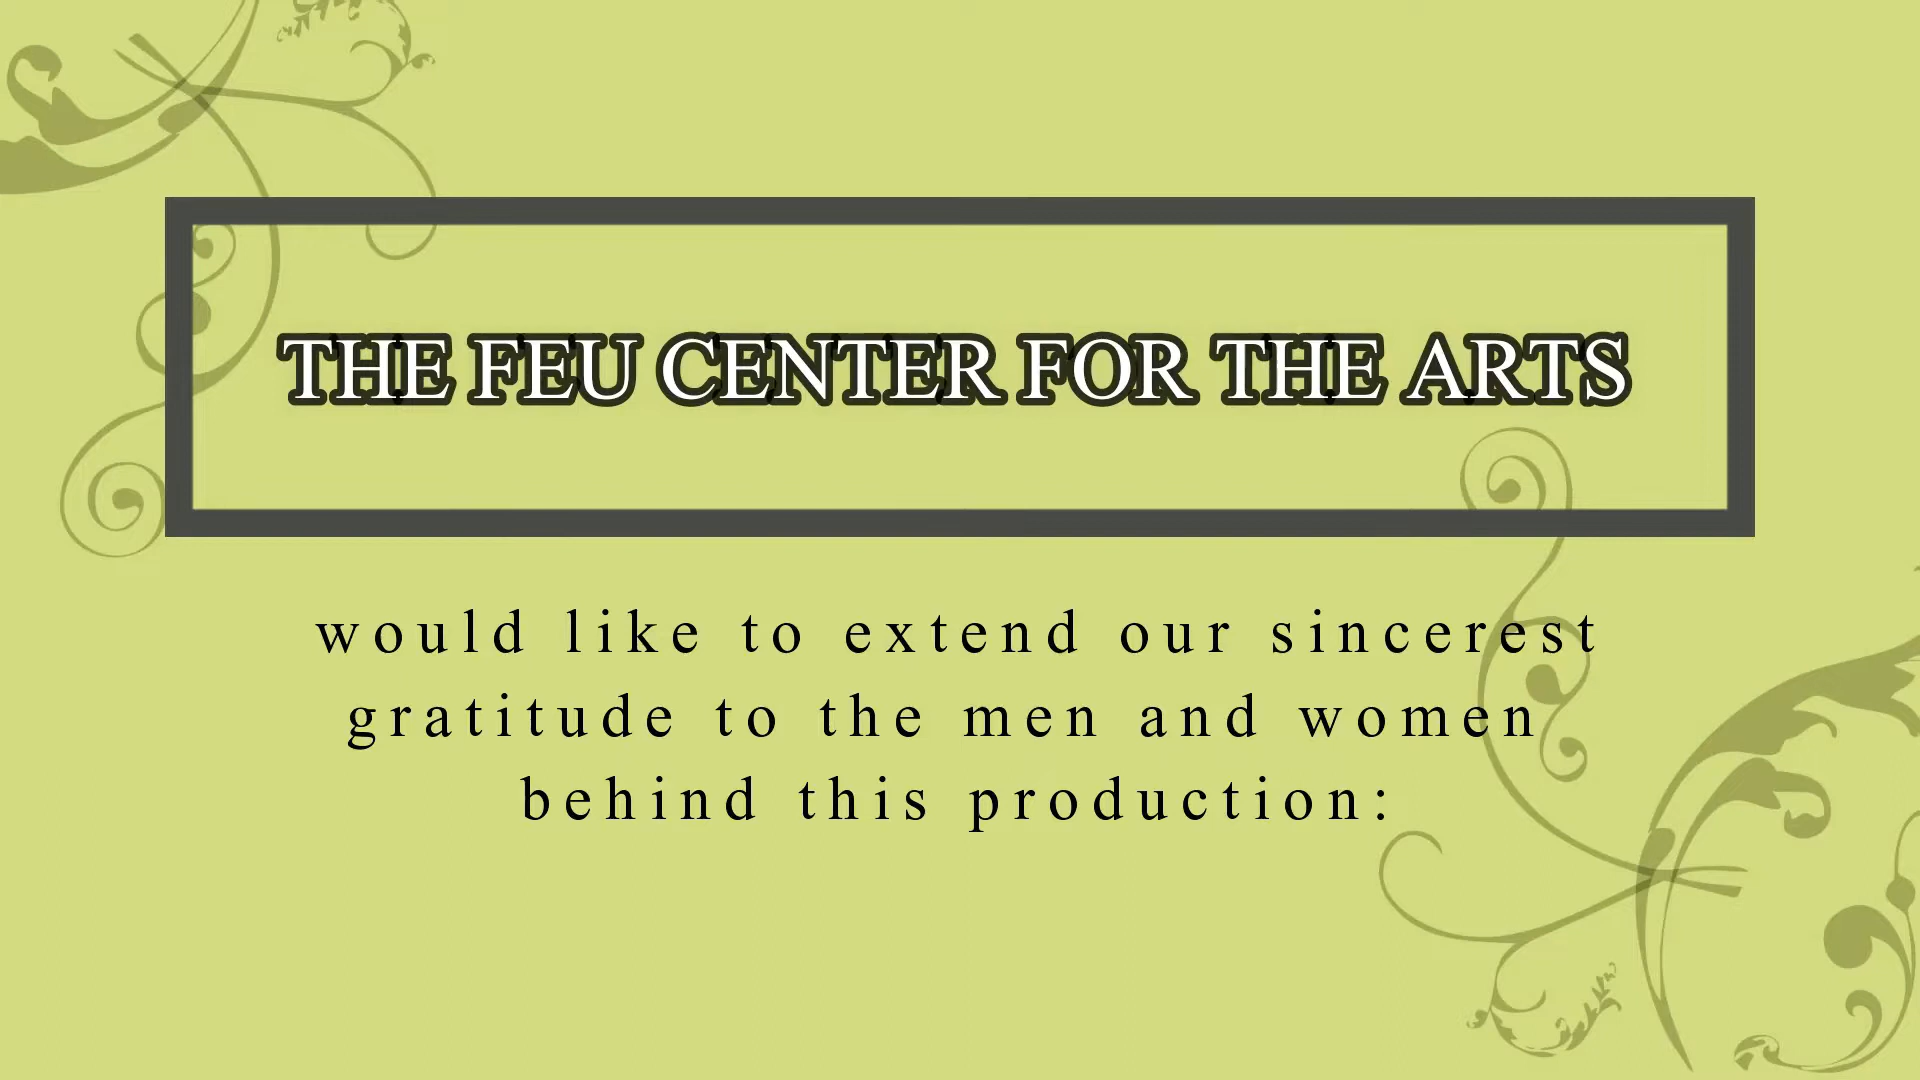 THE FEU CENTER FOR THE ARTS
would like to extend our sincerest
gratitude to the men and women
behind this production: